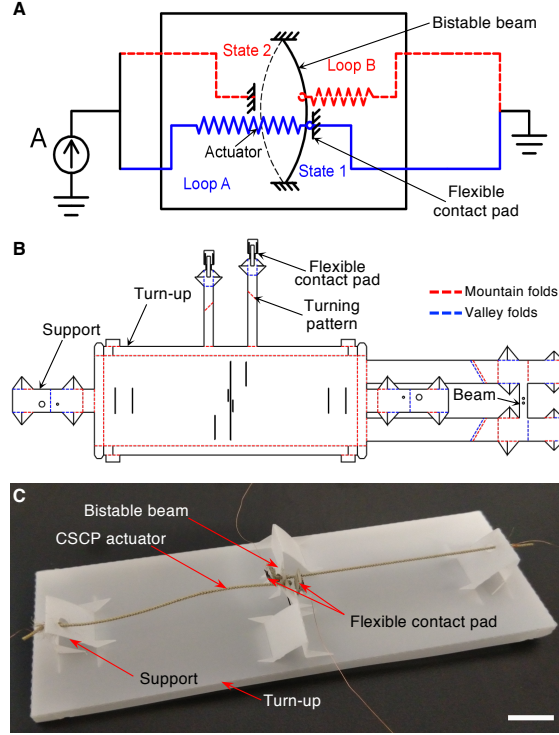 A
Bistable beam
State 2
Loop B
A
Actuator
Loop A
State 1
Flexible
contact pad
B
Flexible
contact pad
Turn-up
Turning
pattern
Mountain folds
Valley folds
Support
Beam
C
Bistable beam
CSCP actuator
Flexible contact pad
Support
Turn-up